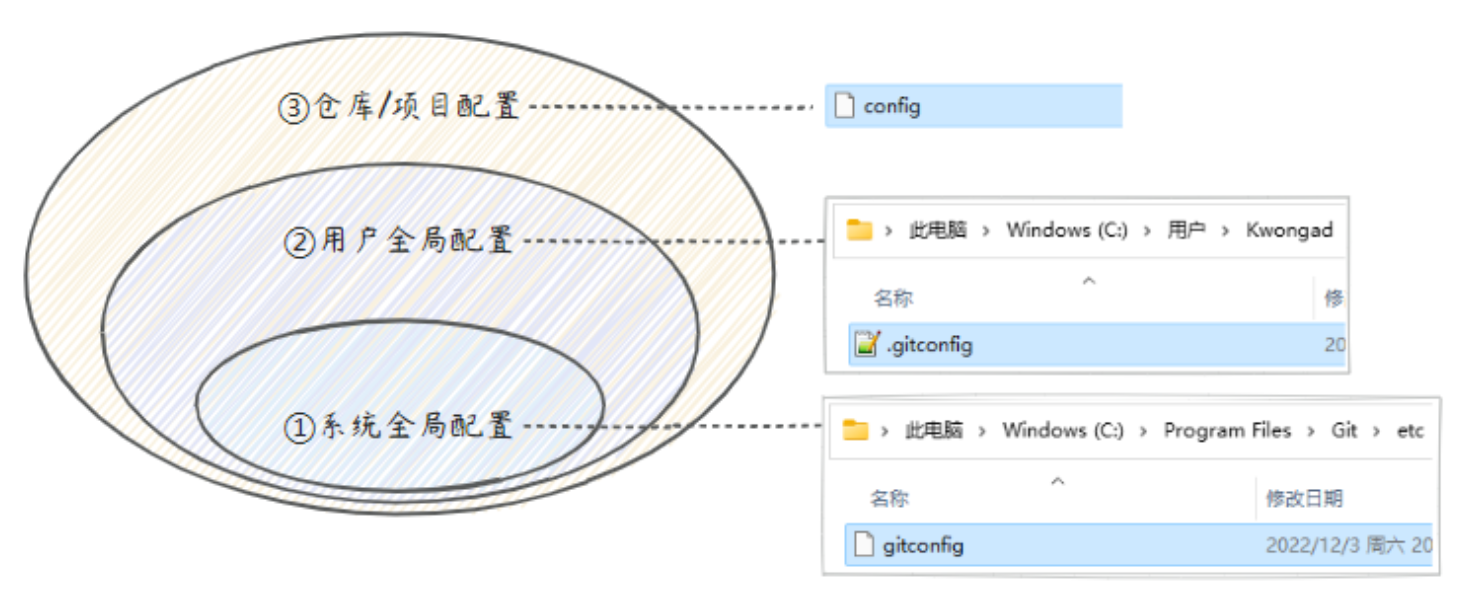 ③仓库/项目配置
config
②用户全局配置
此电脑 > Windows (C:) > 用户 > Kwongad
名称 修
.gitconfig 20
①系统全局配置
此电脑 > Windows (C:) > Program Files > Git > etc
名称 修改日期
gitconfig 2022/12/3 周六 20